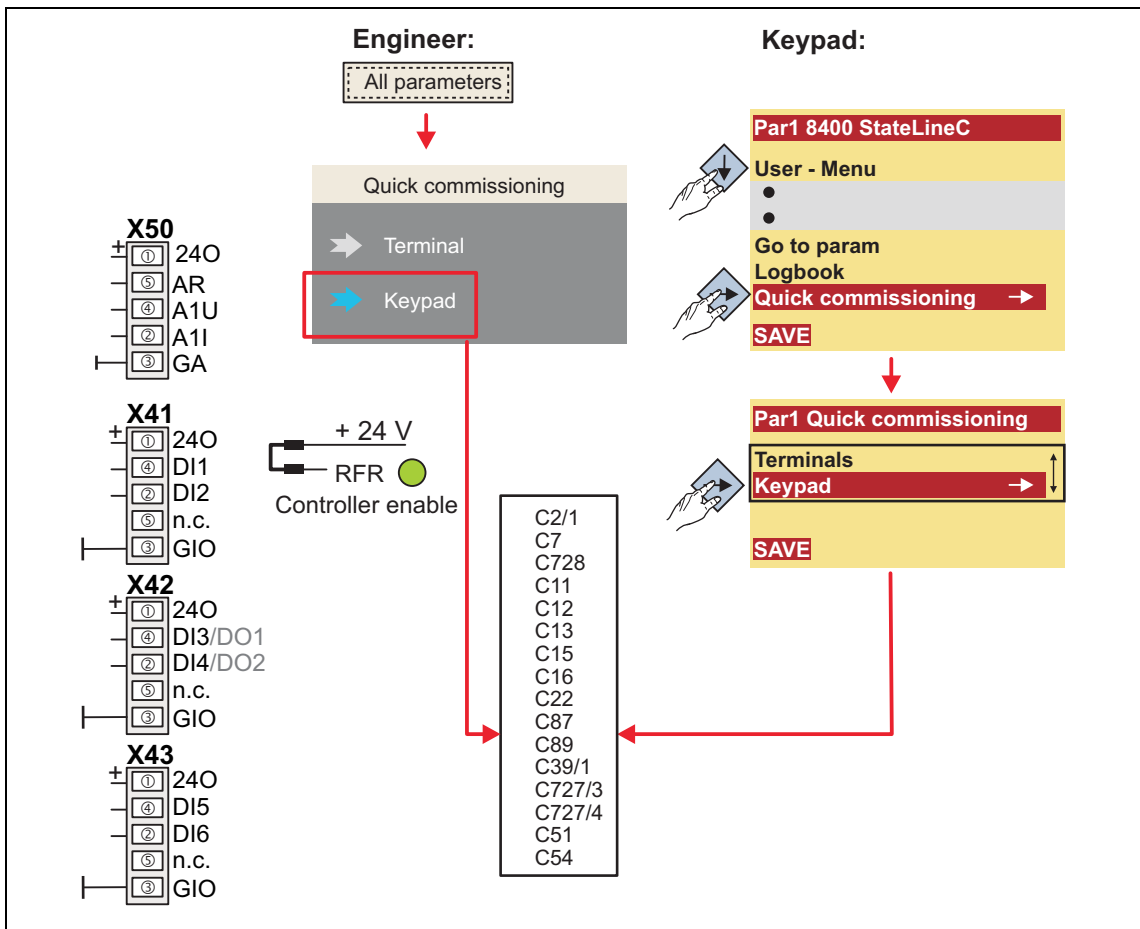 Engineer:
All parameters
Quick commissioning
Terminal
Keypad
Keypad:
Par1 8400 StateLineC
User - Menu
Go to param
Logbook
Quick commissioning
SAVE
Par1 Quick commissioning
Terminals
Keypad
SAVE
X50
± ① 24O
⑤ AR
④ A1U
② A1I
③ GA
X41
± ① 24O
④ DI1
② DI2
⑤ n.c.
③ GIO
+ 24 V
RFR
Controller enable
X42
± ① 24O
④ DI3/DO1
② DI4/DO2
⑤ n.c.
③ GIO
X43
± ① 24O
④ DI5
② DI6
⑤ n.c.
③ GIO
C2/1
C7
C728
C11
C12
C13
C15
C16
C22
C87
C89
C39/1
C727/3
C727/4
C51
C54